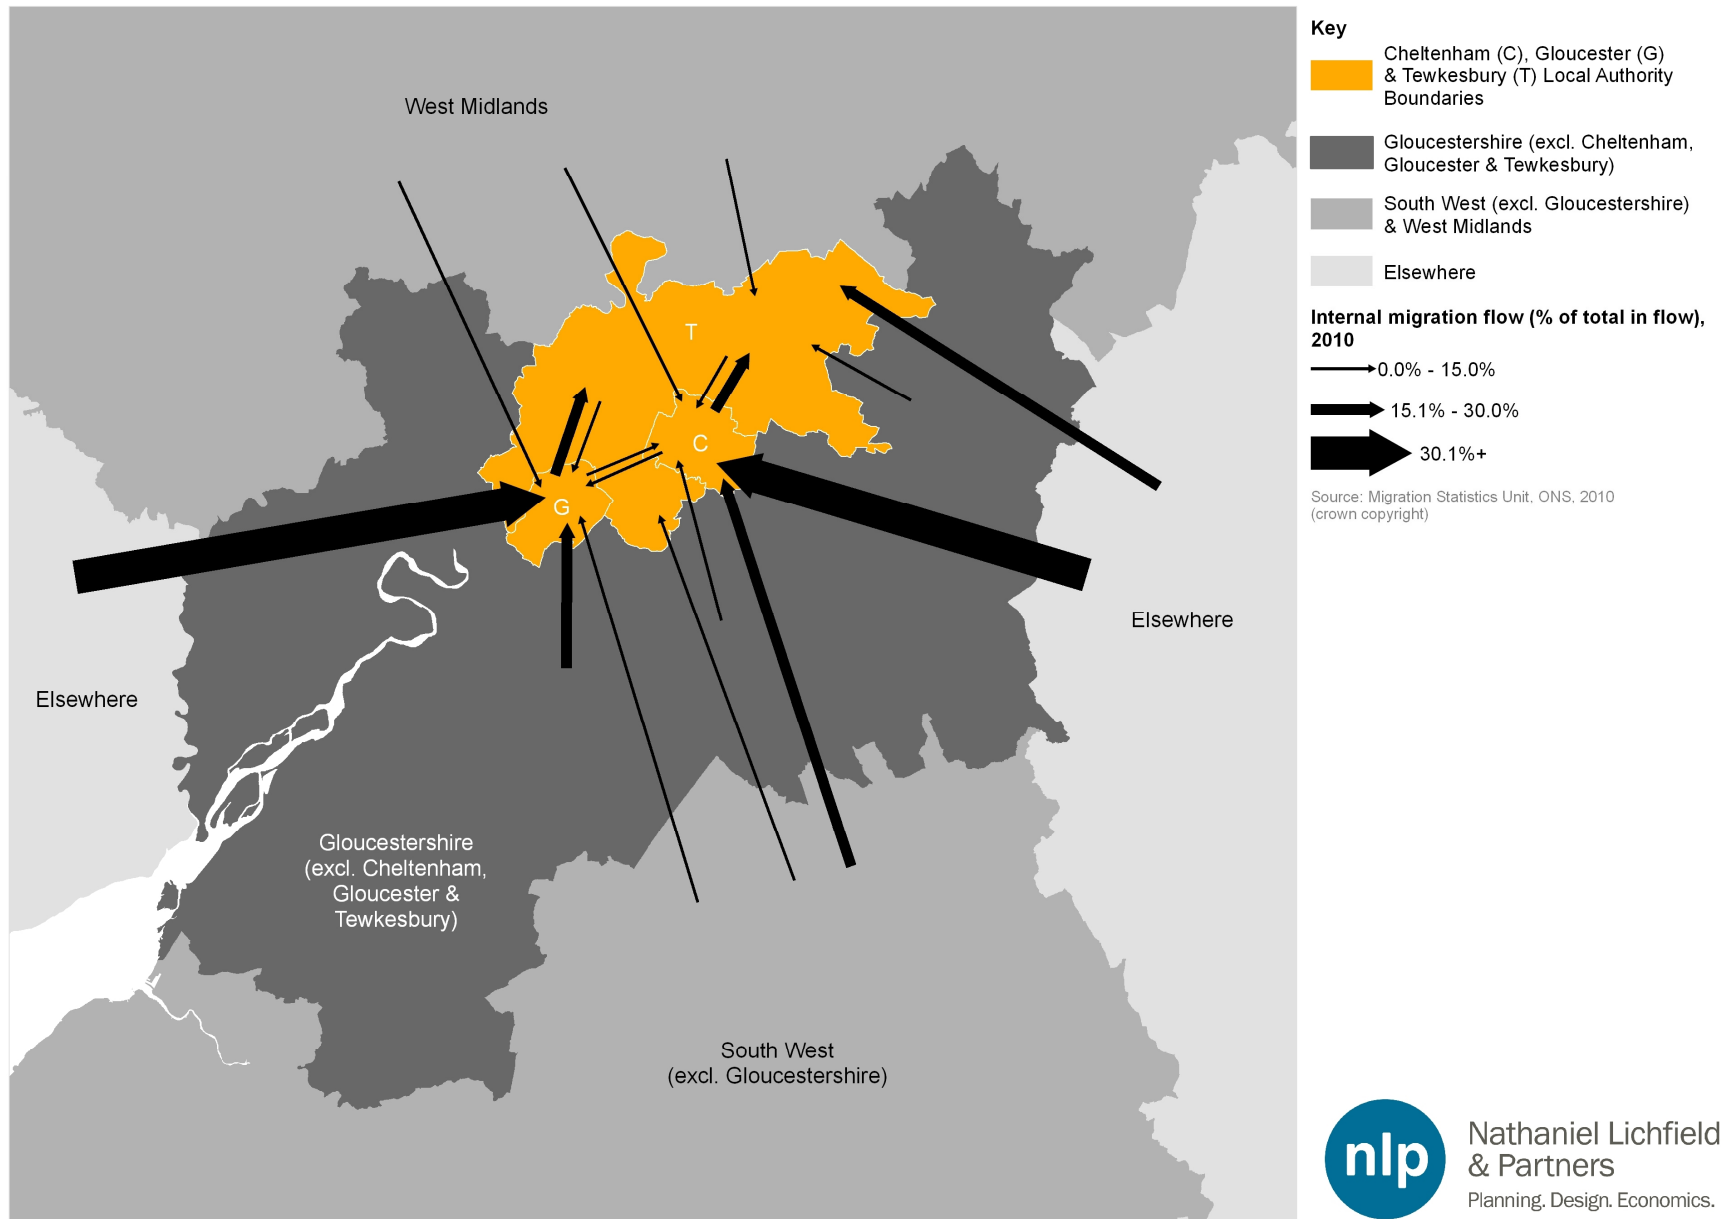 West Midlands
T
C
G
Elsewhere
Elsewhere
Gloucestershire
(excl. Cheltenham,
Gloucester &
Tewkesbury)
South West
(excl. Gloucestershire)
Key
Cheltenham (C), Gloucester (G)
& Tewkesbury (T) Local Authority
Boundaries
Gloucestershire (excl. Cheltenham,
Gloucester & Tewkesbury)
South West (excl. Gloucestershire)
& West Midlands
Elsewhere
Internal migration flow (% of total in flow),
2010
0.0% - 15.0%
15.1% - 30.0%
30.1%+
Source: Migration Statistics Unit, ONS, 2010
(crown copyright)
nlp
Nathaniel Lichfield
& Partners
Planning. Design. Economics.